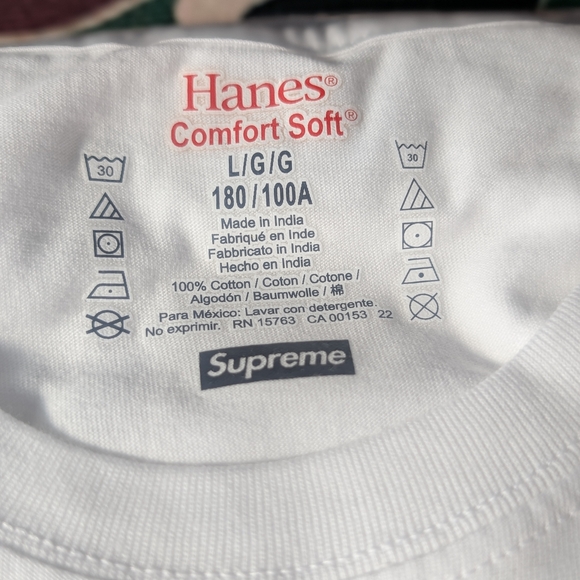 Hanes®
Comfort Soft®
L/G/G
180/100A
30
30
Made in India
Fabriqué en Inde
Fabbricato in India
Hecho en India
100% Cotton / Coton / Cotone /
Algodón / Baumwolle / 棉
Para México: Lavar con detergente.
No exprimir. RN 15763 CA 00153 22
Supreme